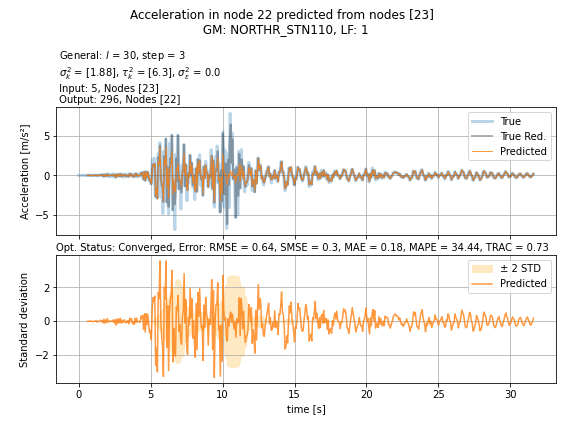 Acceleration in node 22 predicted from nodes [23]
GM: NORTHR_STN110, LF: 1
General: l = 30, step = 3
σ²ₖ = [1.88], τ²ₖ = [6.3], σ²ε = 0.0
Input: 5, Nodes [23]
Output: 296, Nodes [22]
Acceleration [m/s²]
5
0
−5
True
True Red.
Predicted
Opt. Status: Converged, Error: RMSE = 0.64, SMSE = 0.3, MAE = 0.18, MAPE = 34.44, TRAC = 0.73
Standard deviation
2
0
−2
± 2 STD
Predicted
0 5 10 15 20 25 30
time [s]